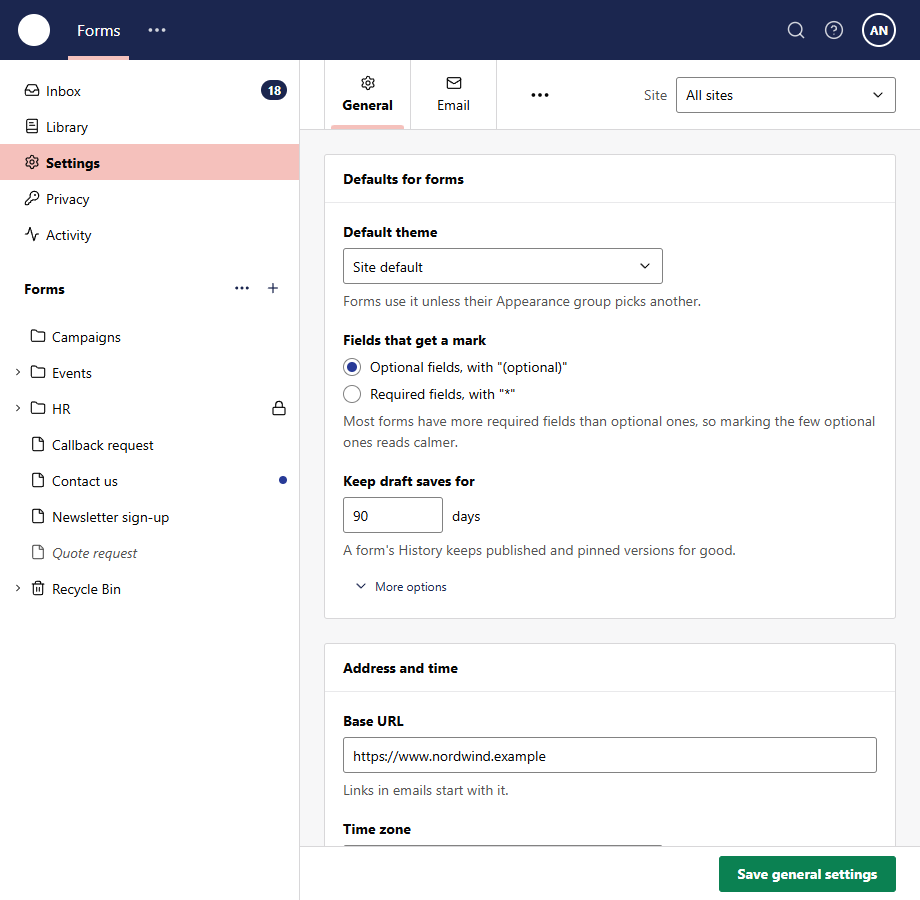 Forms
AN
Inbox
18
Library
Settings
Privacy
Activity
Forms
Campaigns
Events
HR
Callback request
Contact us
Newsletter sign-up
Quote request
Recycle Bin
General
Email
Site
All sites
Defaults for forms
Default theme
Site default
Forms use it unless their Appearance group picks another.
Fields that get a mark
Optional fields, with "(optional)"
Required fields, with "*"
Most forms have more required fields than optional ones, so marking the few optional
ones reads calmer.
Keep draft saves for
90
days
A form's History keeps published and pinned versions for good.
More options
Address and time
Base URL
https://www.nordwind.example
Links in emails start with it.
Time zone
Save general settings